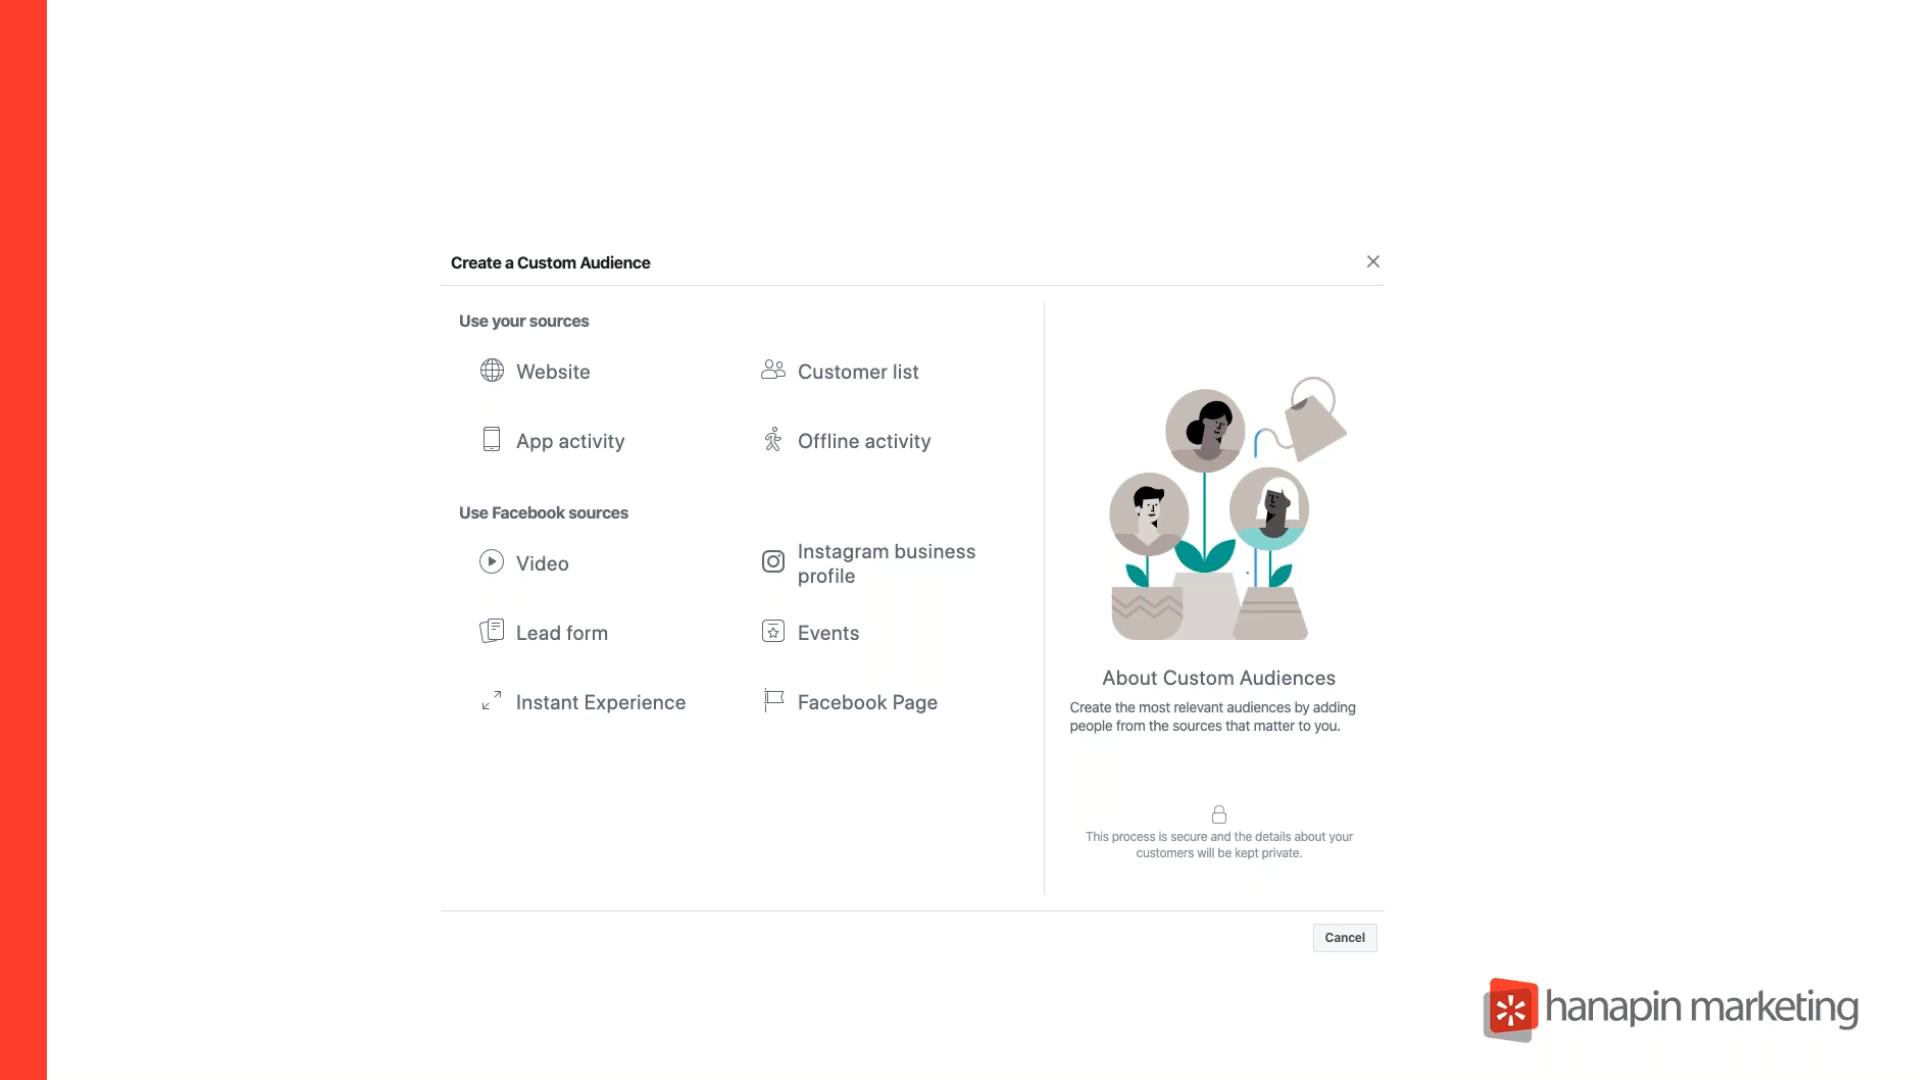 Create a Custom Audience
Use your sources
Website
Customer list
App activity
Offline activity
Use Facebook sources
Video
Instagram business
profile
Lead form
Events
Instant Experience
Facebook Page
About Custom Audiences
Create the most relevant audiences by adding
people from the sources that matter to you.
This process is secure and the details about your
customers will be kept private.
Cancel
hanapin marketing